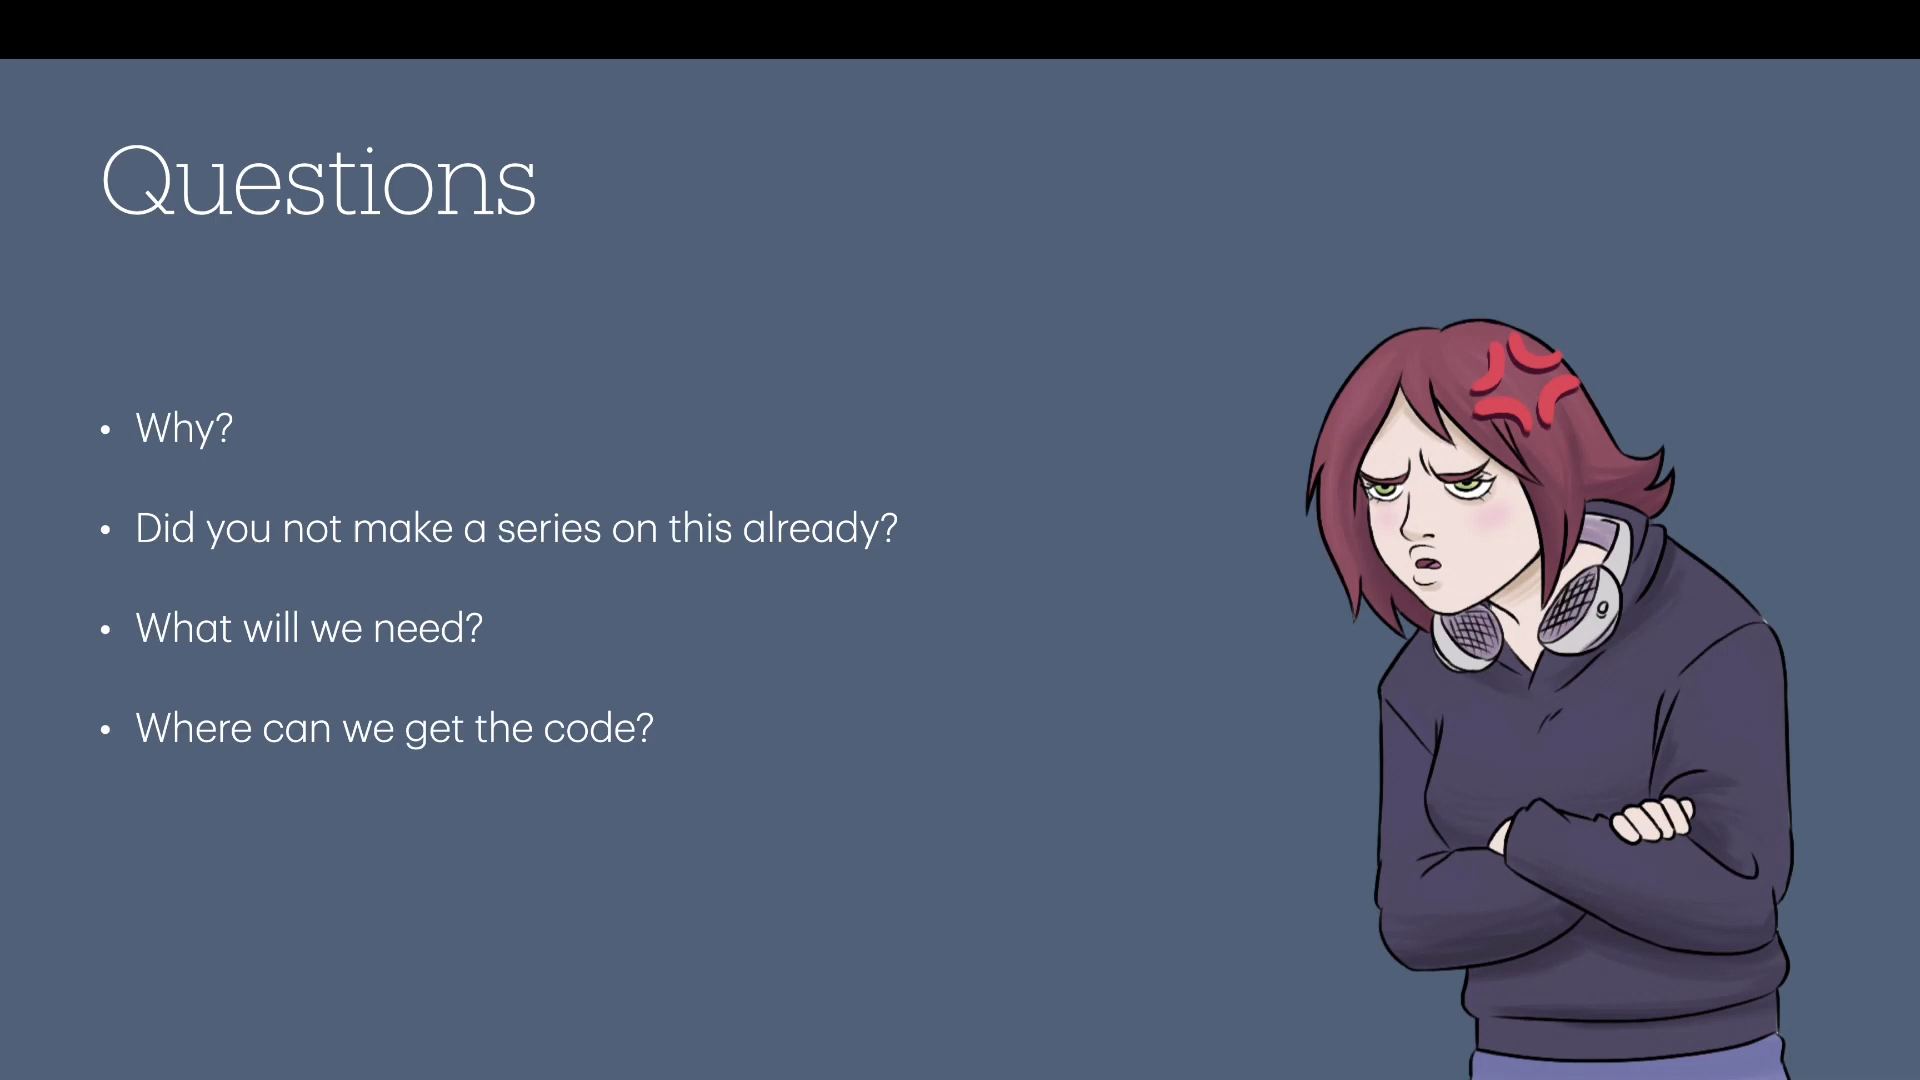 Questions
• Why?
• Did you not make a series on this already?
• What will we need?
• Where can we get the code?